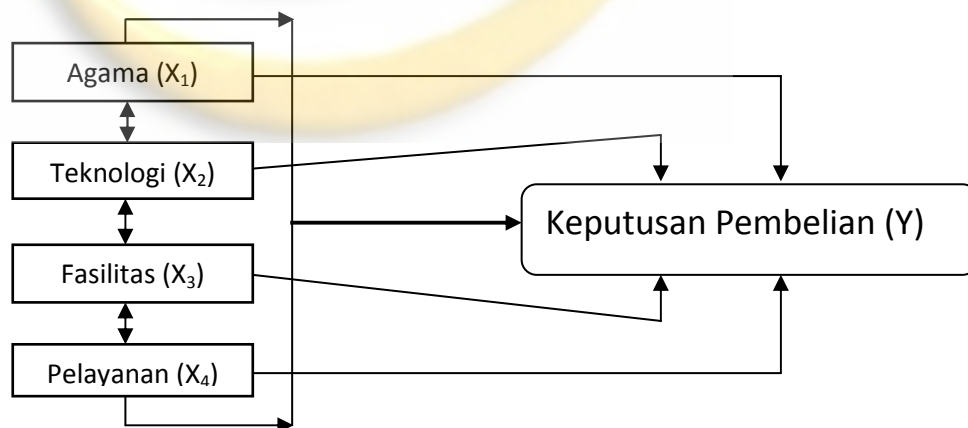 Agama (X₁)
Teknologi (X₂)
Keputusan Pembelian (Y)
Fasilitas (X₃)
Pelayanan (X₄)